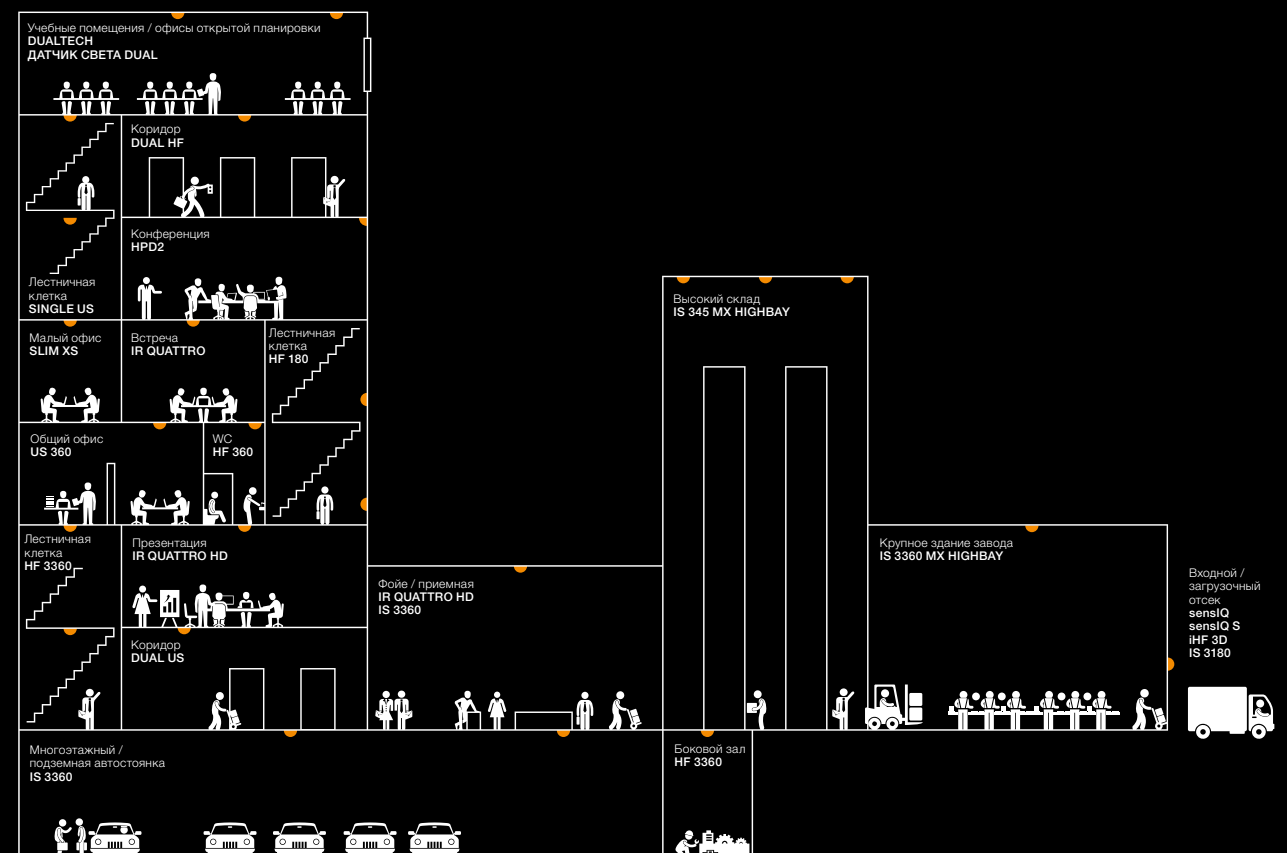 Учебные помещения / офисы открытой планировки
DUALTECH
ДАТЧИК СВЕТА DUAL
Коридор
DUAL HF
Конференция
HPD2
Лестничная
клетка
SINGLE US
Малый офис
SLIM XS
Встреча
IR QUATTRO
Лестничная
клетка
HF 180
Общий офис
US 360
WC
HF 360
Лестничная
клетка
HF 3360
Презентация
IR QUATTRO HD
Коридор
DUAL US
Фойе / приемная
IR QUATTRO HD
IS 3360
Высокий склад
IS 345 MX HIGHBAY
Крупное здание завода
IS 3360 MX HIGHBAY
Входной /
загрузочный
отсек
sensIQ
sensIQ S
iHF 3D
IS 3180
Многоэтажный /
подземная автостоянка
IS 3360
Боковой зал
HF 3360